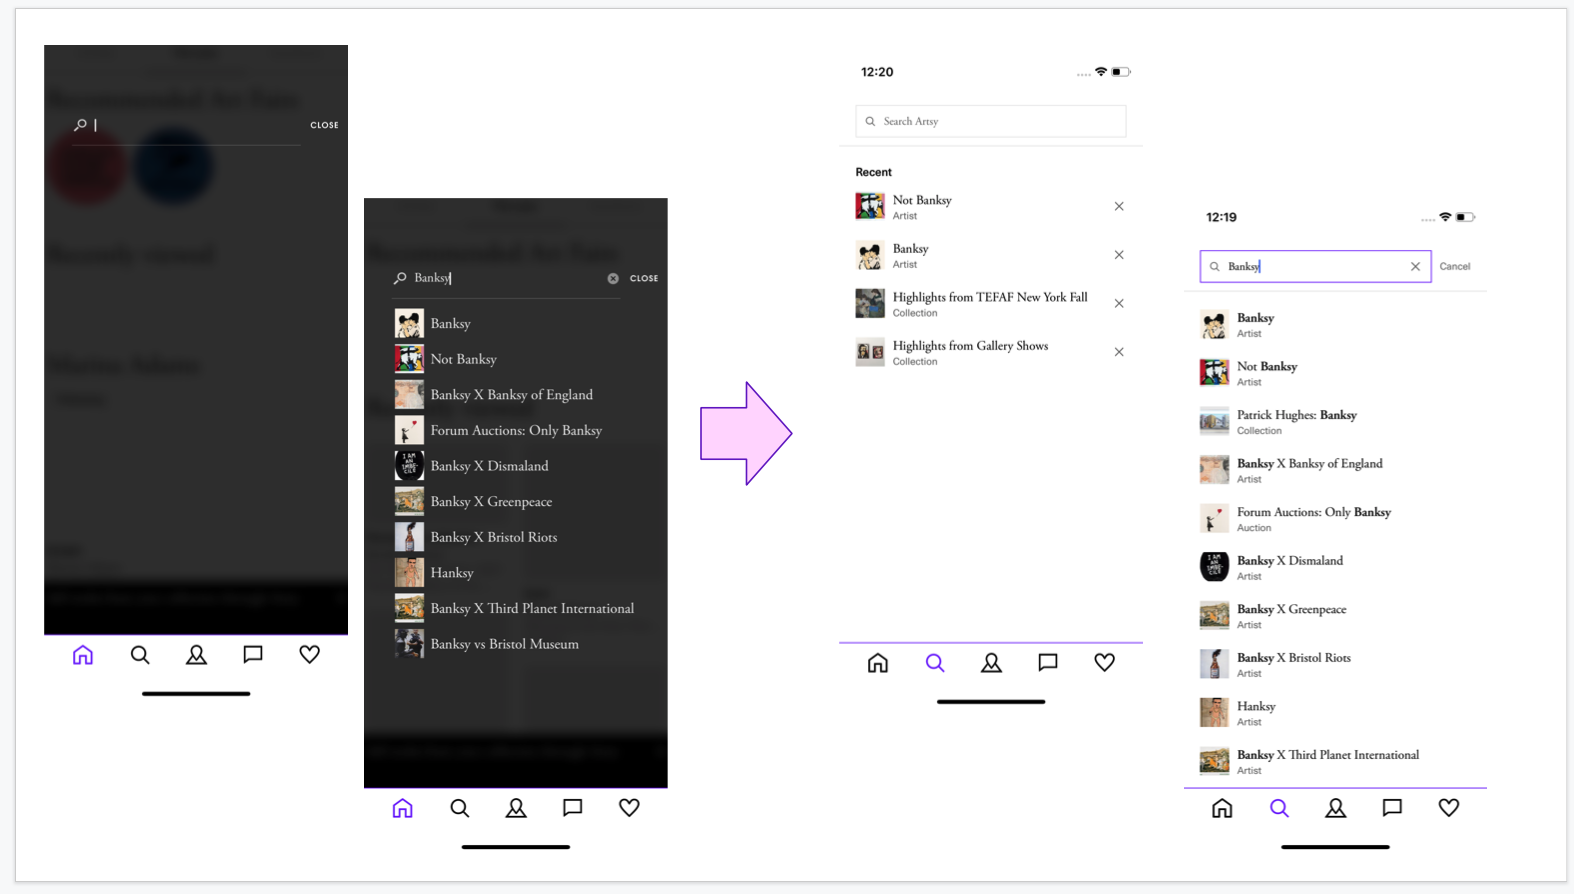 CLOSE
Banksy
CLOSE
Banksy
Not Banksy
Banksy X Banksy of England
Forum Auctions: Only Banksy
Banksy X Dismaland
Banksy X Greenpeace
Banksy X Bristol Riots
Hanksy
Banksy X Third Planet International
Banksy vs Bristol Museum
12:20
Search Artsy
Recent
Not Banksy
Artist
Banksy
Artist
Highlights from TEFAF New York Fall
Collection
Highlights from Gallery Shows
Collection
12:19
Banksy
Cancel
Banksy
Artist
Not Banksy
Artist
Patrick Hughes: Banksy
Collection
Banksy X Banksy of England
Artist
Forum Auctions: Only Banksy
Auction
Banksy X Dismaland
Artist
Banksy X Greenpeace
Artist
Banksy X Bristol Riots
Artist
Hanksy
Artist
Banksy X Third Planet International
Artist